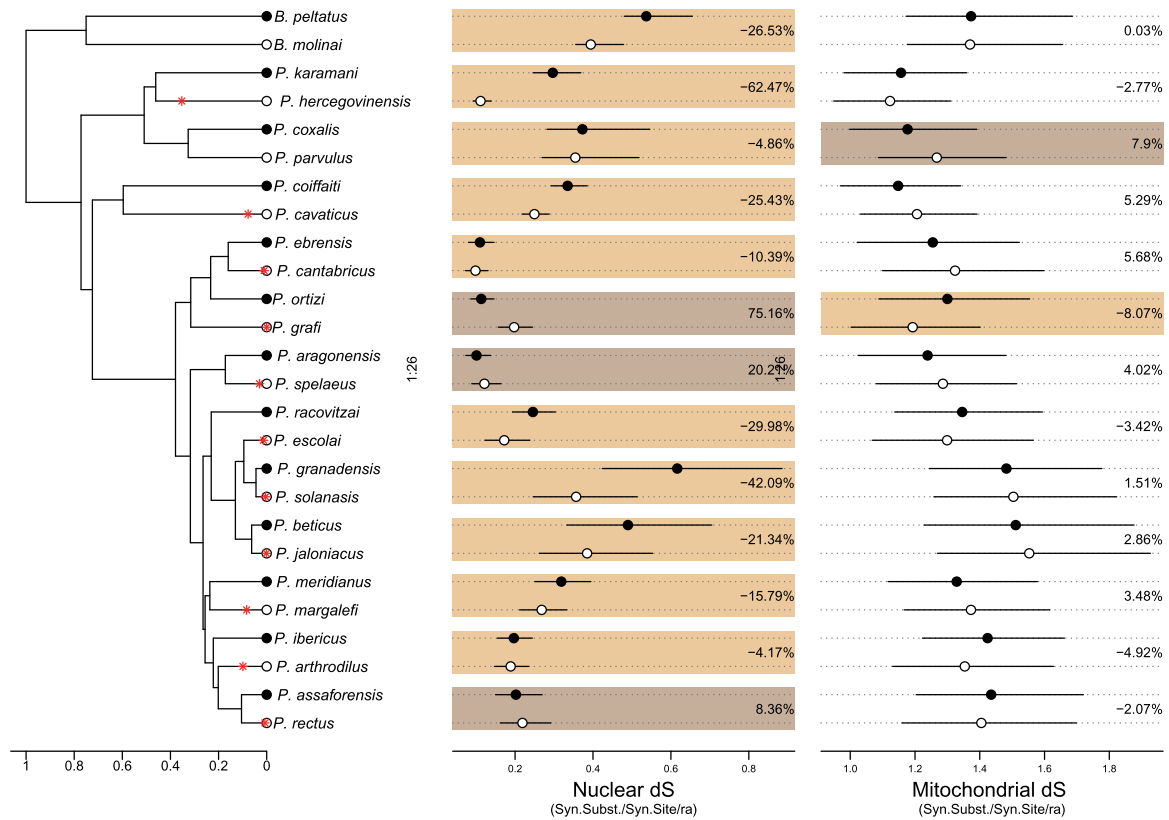 B. peltatus
B. molinai
P. karamani
P. hercegovinensis
P. coxalis
P. parvulus
P. coiffaiti
P. cavaticus
P. ebrensis
P. cantabricus
P. ortizi
P. grafi
P. aragonensis
P. spelaeus
P. racovitzai
P. escolai
P. granadensis
P. solanasis
P. beticus
P. jaloniacus
P. meridianus
P. margalefi
P. ibericus
P. arthrodilus
P. assaforensis
P. rectus
1 0.8 0.6 0.4 0.2 0
1:26
−26.53%
−62.47%
−4.86%
−25.43%
−10.39%
75.16%
20.21%
−29.98%
−42.09%
−21.34%
−15.79%
−4.17%
8.36%
0.2 0.4 0.6 0.8
Nuclear dS
(Syn.Subst./Syn.Site/ra)
1:26
0.03%
−2.77%
7.9%
5.29%
5.68%
−8.07%
4.02%
−3.42%
1.51%
2.86%
3.48%
−4.92%
−2.07%
1.0 1.2 1.4 1.6 1.8
Mitochondrial dS
(Syn.Subst./Syn.Site/ra)